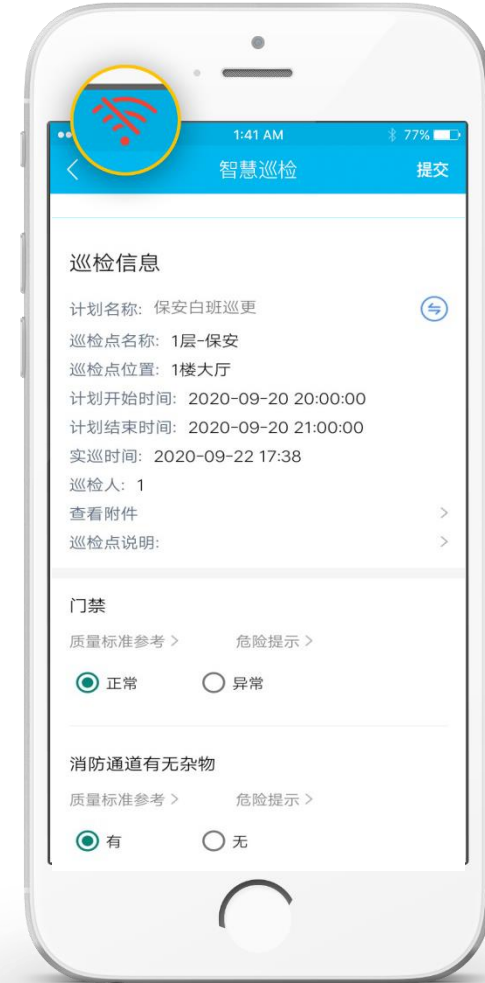 1:41 AM 77%
智慧巡检 提交
巡检信息
计划名称: 保安白班巡更
巡检点名称: 1层-保安
巡检点位置: 1楼大厅
计划开始时间: 2020-09-20 20:00:00
计划结束时间: 2020-09-20 21:00:00
实巡时间: 2020-09-22 17:38
巡检人: 1
查看附件
巡检点说明:
门禁
质量标准参考 > 危险提示 >
正常 异常
消防通道有无杂物
质量标准参考 > 危险提示 >
有 无